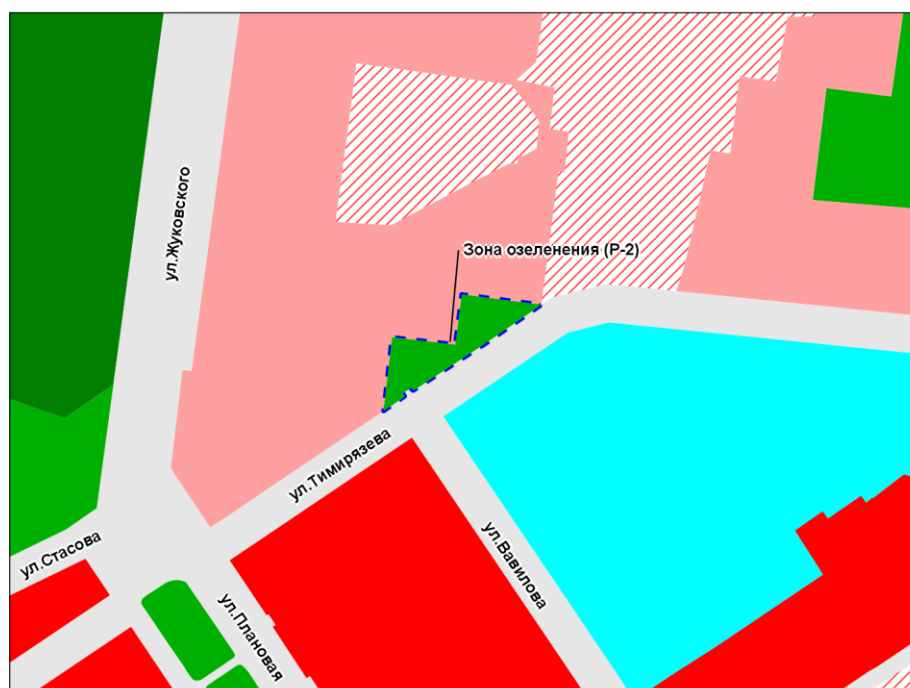 ул.Жуковского
Зона озеленения (Р-2)
ул.Тимирязева
ул.Стасова
ул.Вавилова
ул.Плановая